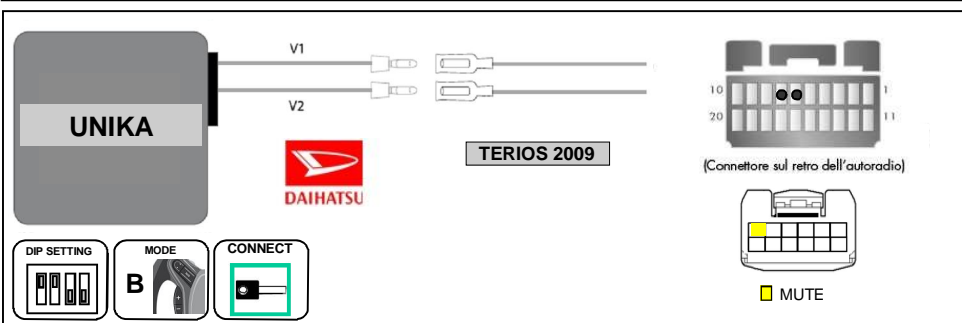 V1
V2
UNIKA
DAIHATSU
TERIOS 2009
10
1
20
11
(Connettore sul retro dell'autoradio)
DIP SETTING
MODE
B
CONNECT
MUTE